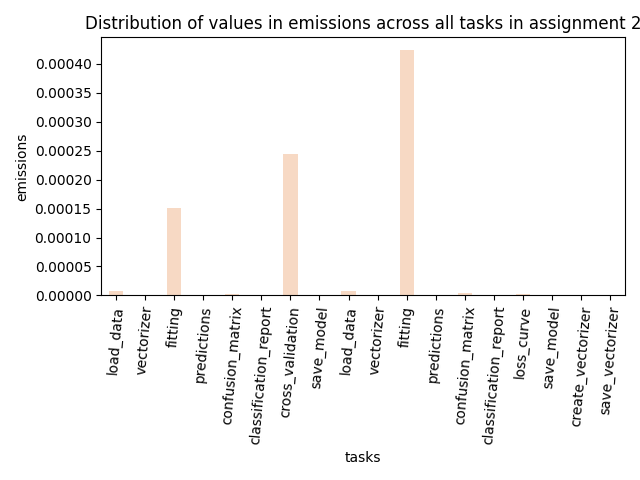 Distribution of values in emissions across all tasks in assignment 2
emissions
0.00040
0.00035
0.00030
0.00025
0.00020
0.00015
0.00010
0.00005
0.00000
load_data
vectorizer
fitting
predictions
confusion_matrix
classification_report
cross_validation
save_model
load_data
vectorizer
fitting
predictions
confusion_matrix
classification_report
loss_curve
save_model
create_vectorizer
save_vectorizer
tasks